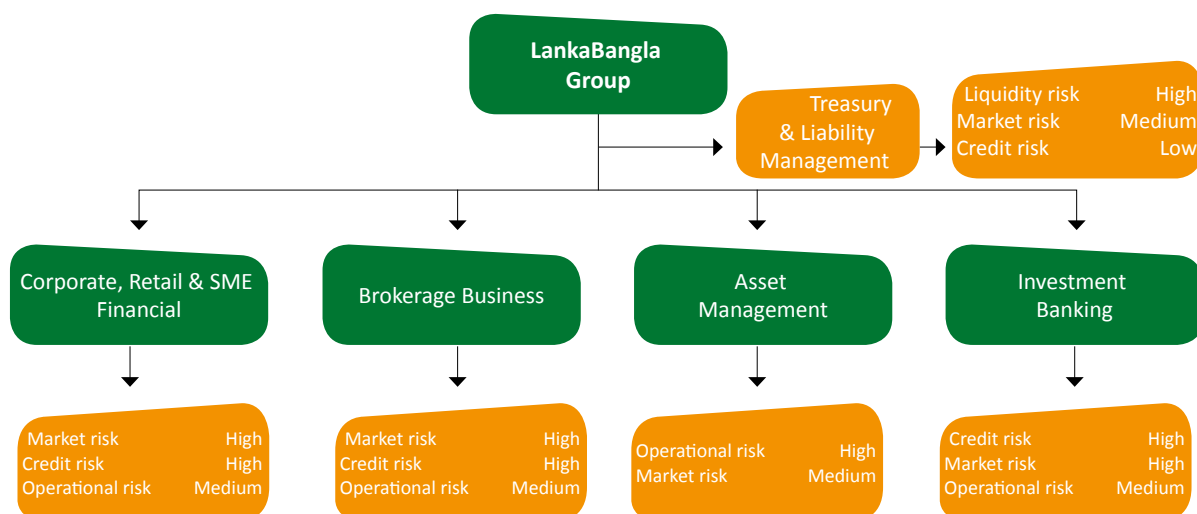 LankaBangla
Group
Treasury
& Liability
Management
Liquidity risk High
Market risk Medium
Credit risk Low
Corporate, Retail & SME
Financial
Brokerage Business
Asset
Management
Investment
Banking
Market risk High
Credit risk High
Operational risk Medium
Market risk High
Credit risk High
Operational risk Medium
Operational risk High
Market risk Medium
Credit risk High
Market risk High
Operational risk Medium